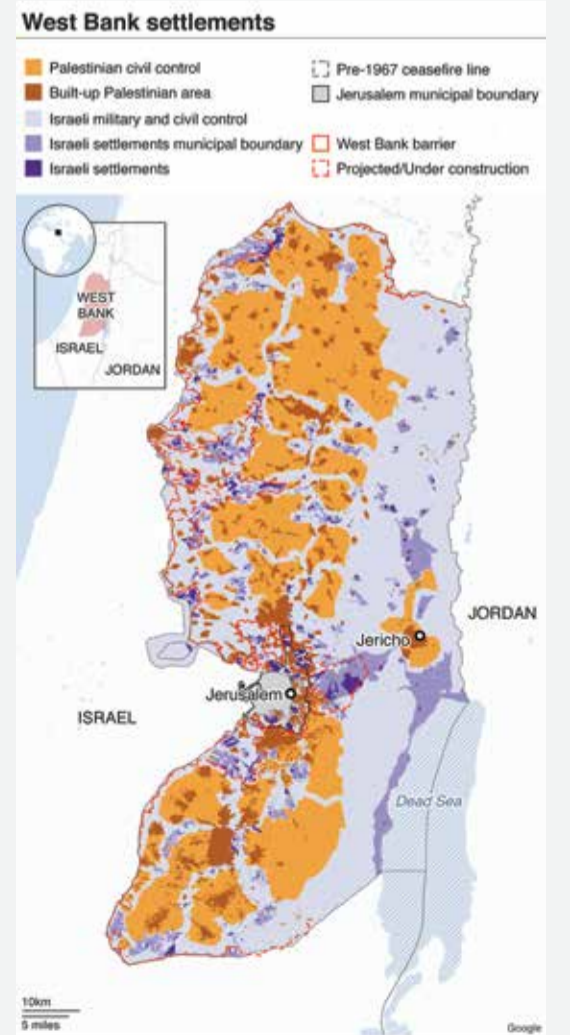 West Bank settlements
Palestinian civil control
Built-up Palestinian area
Israeli military and civil control
Israeli settlements municipal boundary
Israeli settlements
Pre-1967 ceasefire line
Jerusalem municipal boundary
West Bank barrier
Projected/Under construction
WEST
BANK
ISRAEL
JORDAN
JORDAN
Jericho
Jerusalem
ISRAEL
Dead Sea
10km
5 miles
Google